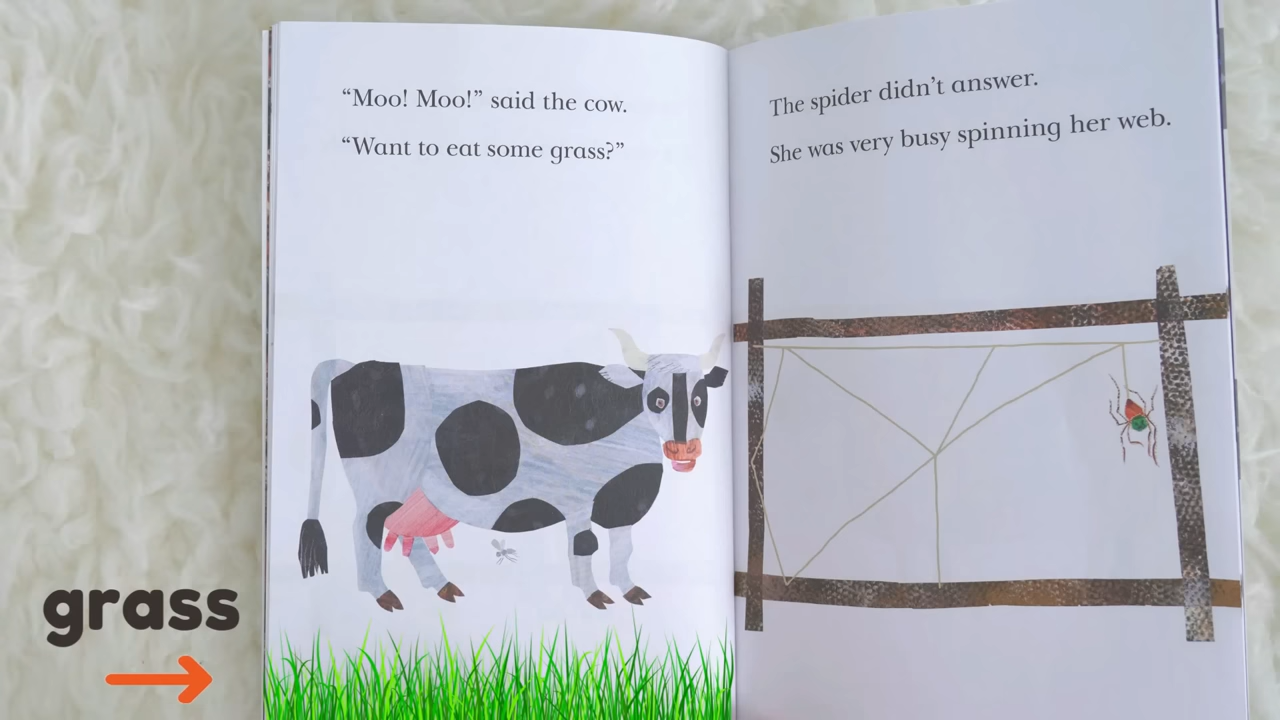 “Moo! Moo!” said the cow.
“Want to eat some grass?”
The spider didn’t answer.
She was very busy spinning her web.
grass